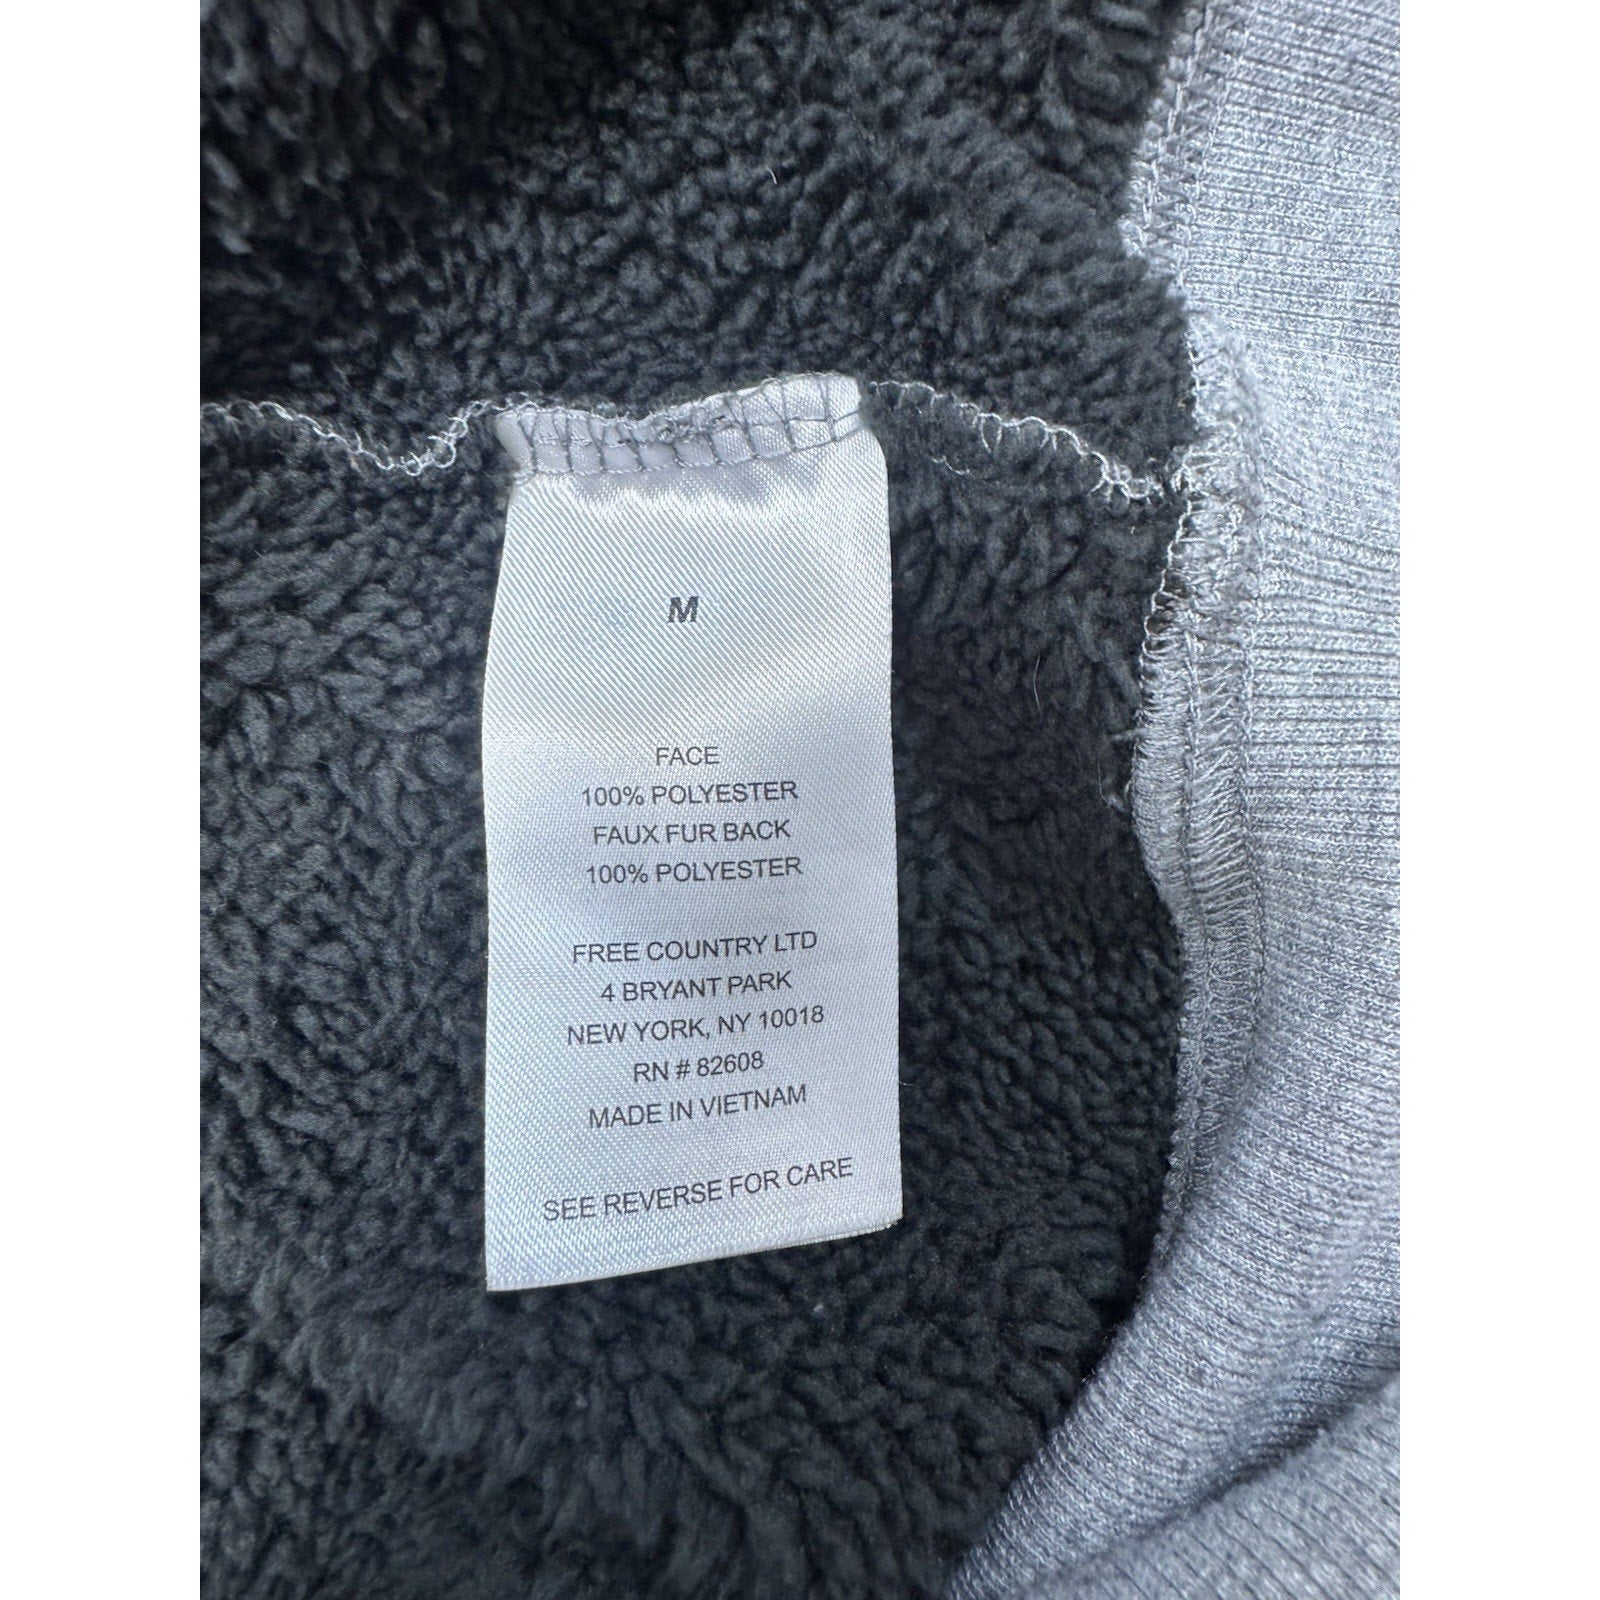 M
FACE
100% POLYESTER
FAUX FUR BACK
100% POLYESTER
FREE COUNTRY LTD
4 BRYANT PARK
NEW YORK, NY 10018
RN # 82608
MADE IN VIETNAM
SEE REVERSE FOR CARE